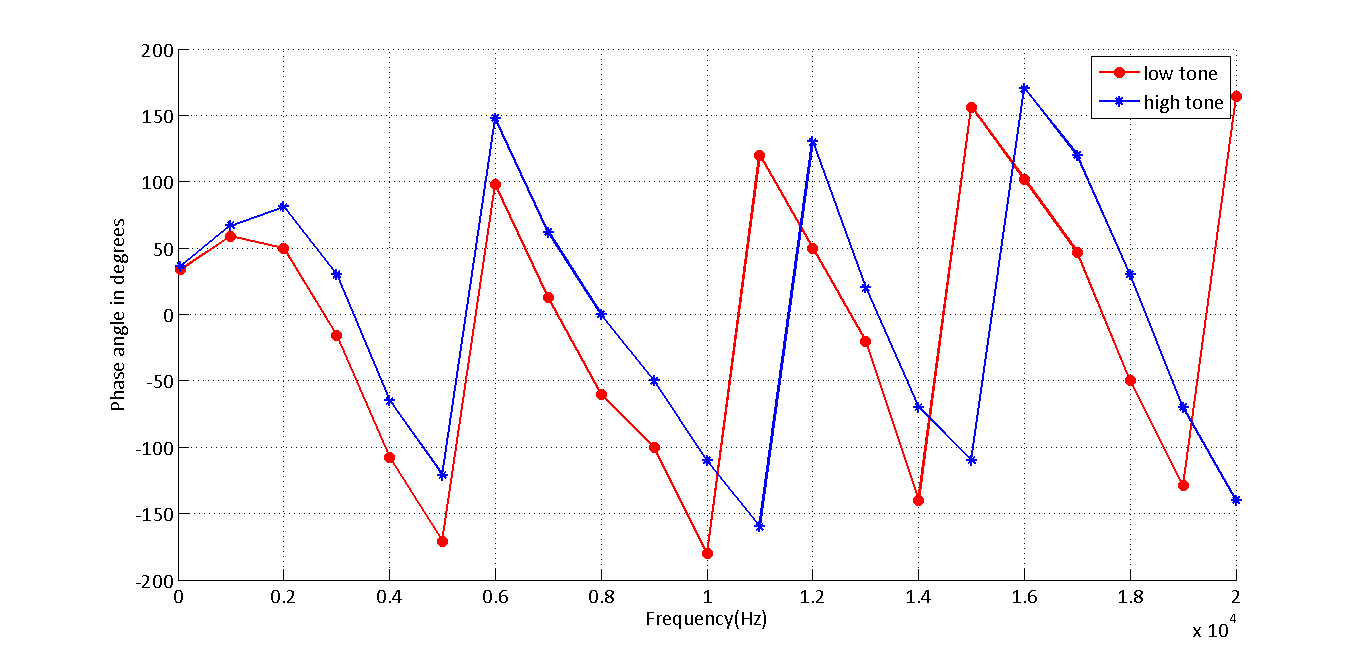 200
150
100
50
0
-50
-100
-150
-200
Phase angle in degrees
low tone
high tone
0 0.2 0.4 0.6 0.8 1 1.2 1.4 1.6 1.8 2
Frequency(Hz)
x 10^4